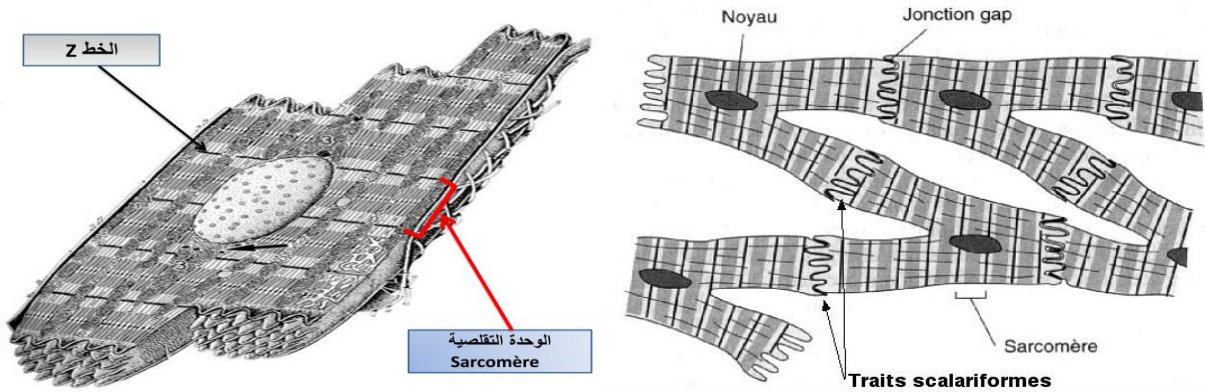 الخط Z
الوحدة التقلصية
Sarcomère
Noyau
Jonction gap
Sarcomère
Traits scalariformes